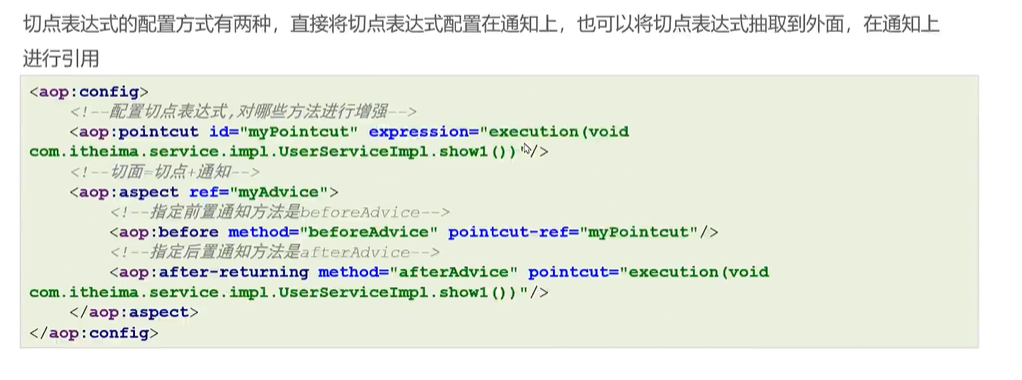 切点表达式的配置方式有两种，直接将切点表达式配置在通知上，也可以将切点表达式抽取到外面，在通知上
进行引用
<aop:config>
<!--配置切点表达式,对哪些方法进行增强-->
<aop:pointcut id="myPointcut" expression="execution(void
com.itheima.service.impl.UserServiceImpl.show1())"/>
<!--切面=切点+通知-->
<aop:aspect ref="myAdvice">
<!--指定前置通知方法是beforeAdvice-->
<aop:before method="beforeAdvice" pointcut-ref="myPointcut"/>
<!--指定后置通知方法是afterAdvice-->
<aop:after-returning method="afterAdvice" pointcut="execution(void
com.itheima.service.impl.UserServiceImpl.show1())"/>
</aop:aspect>
</aop:config>